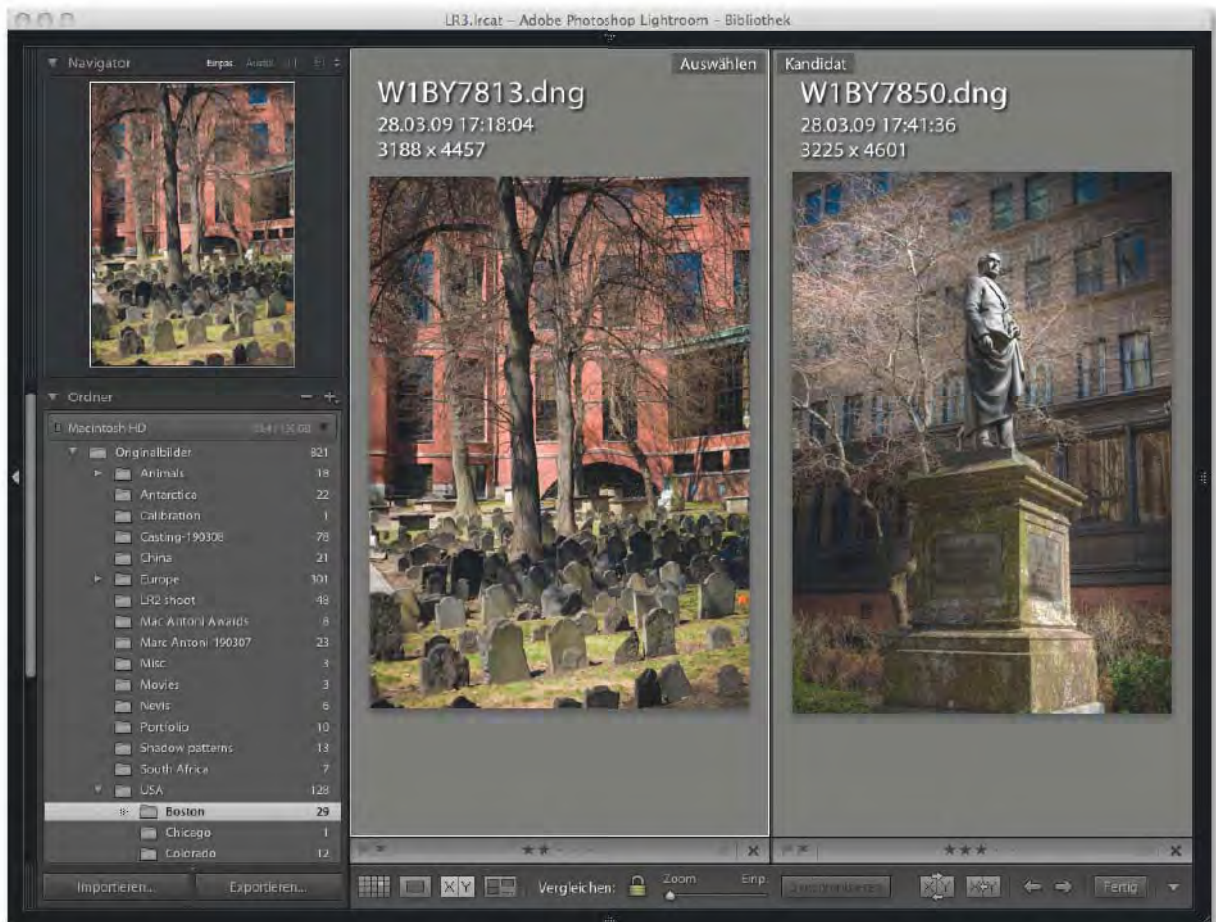 LR3.lrcat – Adobe Photoshop Lightroom – Bibliothek
Navigator
Einpas.
Ausfül.
Auswählen
W1BY7813.dng
28.03.09 17:18:04
3188 x 4457
Kandidat
W1BY7850.dng
28.03.09 17:41:36
3225 x 4601
Ordner
Macintosh HD
Originalbilder 821
Animals 18
Antarctica 22
Calibration 1
Casting-190308 78
China 21
Europe 301
LR2 shoot 48
Mac Antoni Awards 8
Marc Antoni 190307 23
Misc 3
Movies 3
Nevis 6
Portfolio 10
Shadow patterns 13
South Africa 7
USA 128
Boston 29
Chicago 1
Colorado 12
Importieren... Exportieren...
X Y
Vergleichen:
Zoom Einp.
X Y
X Y
Fertig